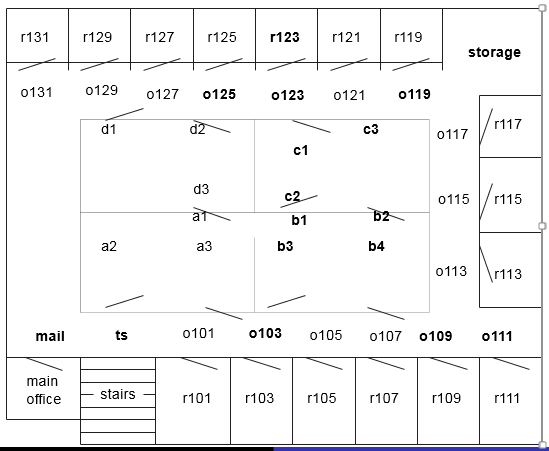 r131 r129 r127 r125 r123 r121 r119
storage
o131 o129 o127 o125 o123 o121 o119
d1 d2 c3
o117 r117
c1
d3 c2
o115 r115
a1 b1 b2
a2 a3 b3 b4
o113 r113
mail ts o101 o103 o105 o107 o109 o111
main
office
stairs
r101 r103 r105 r107 r109 r111